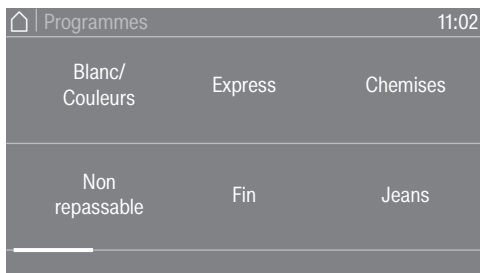 Programmes 11:02
Blanc/
Couleurs
Express
Chemises
Non
repassable
Fin
Jeans